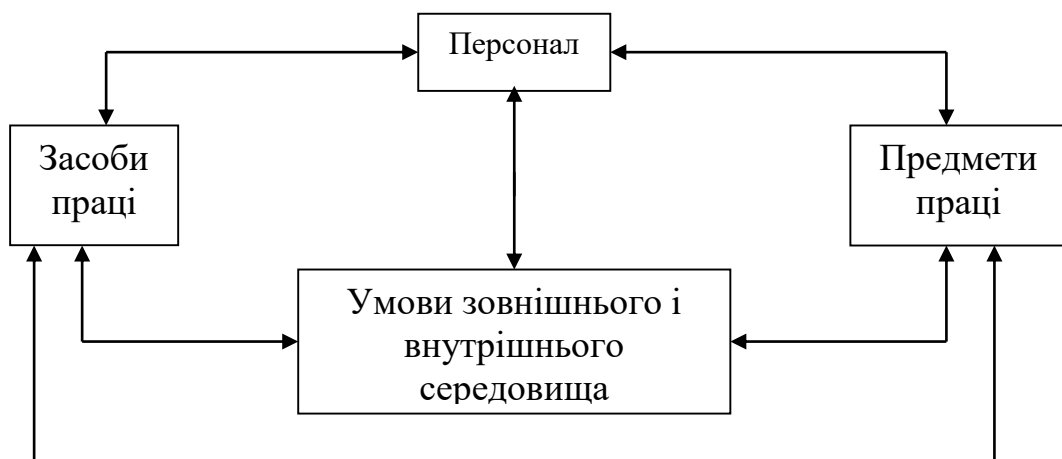 Персонал
Засоби
праці
Предмети
праці
Умови зовнішнього і
внутрішнього
середовища